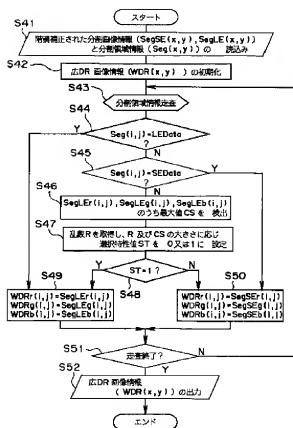 スタート
S41
階調補正された分割画像情報(SegSE(x,y),SegLE(x,y))
と分割領域情報(Seg(x,y))の 読込み
S42
広DR 画像情報(WDR(x,y))の初期化
S43
分割領域情報走査
S44
Y
Seg(i,j)=LEData
?
N
S45
Seg(i,j)=SEData
?
Y
N
S46
SegLEr(i,j),SegLEg(i,j),SegLEb(i,j)
のうち最大値CSを 検出
S47
乱数Rを取得し、R 及びCSの大きさに応じ
選択特性値ST を 0又は1に 設定
Y
ST=1?
N
S48
S49
WDRr(i,j)=SegLEr(i,j)
WDRg(i,j)=SegLEg(i,j)
WDRb(i,j)=SegLEb(i,j)
S50
WDRr(i,j)=SegSEr(i,j)
WDRg(i,j)=SegSEg(i,j)
WDRb(i,j)=SegSEb(i,j)
S51
走査終了?
N
Y
S52
広DR 画像情報
(WDR(x,y))の出力
エンド